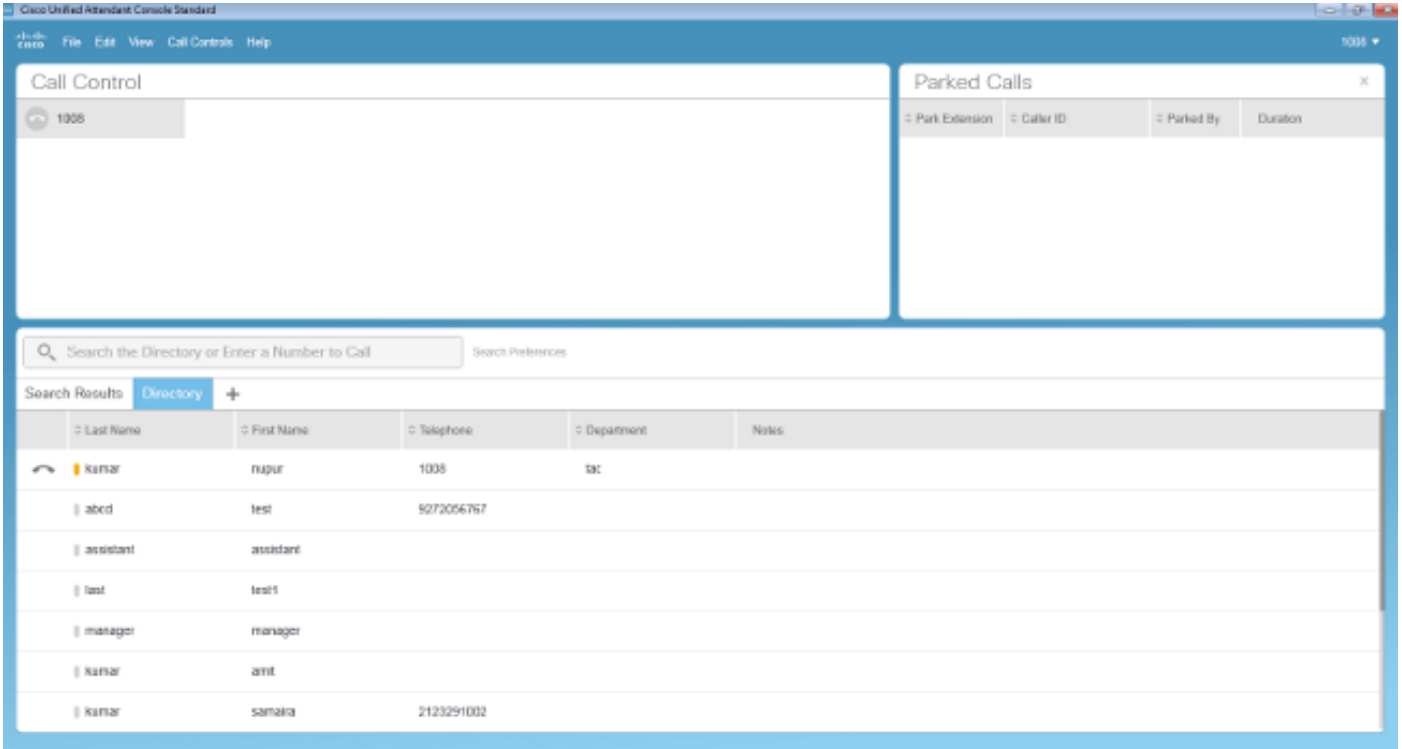 Cisco Unified Attendant Console Standard
cisco File Edit View Call Controls Help 1008
Call Control
Parked Calls
1008
Park Extension Caller ID Parked By Duration
Search the Directory or Enter a Number to Call Search Preferences
Search Results Directory +
Last Name First Name Telephone Department Notes
kumar nupur 1008 tac
abcd test 9272056767
assistant assistant
last test1
manager manager
kumar amit
kumar samaira 2123291002